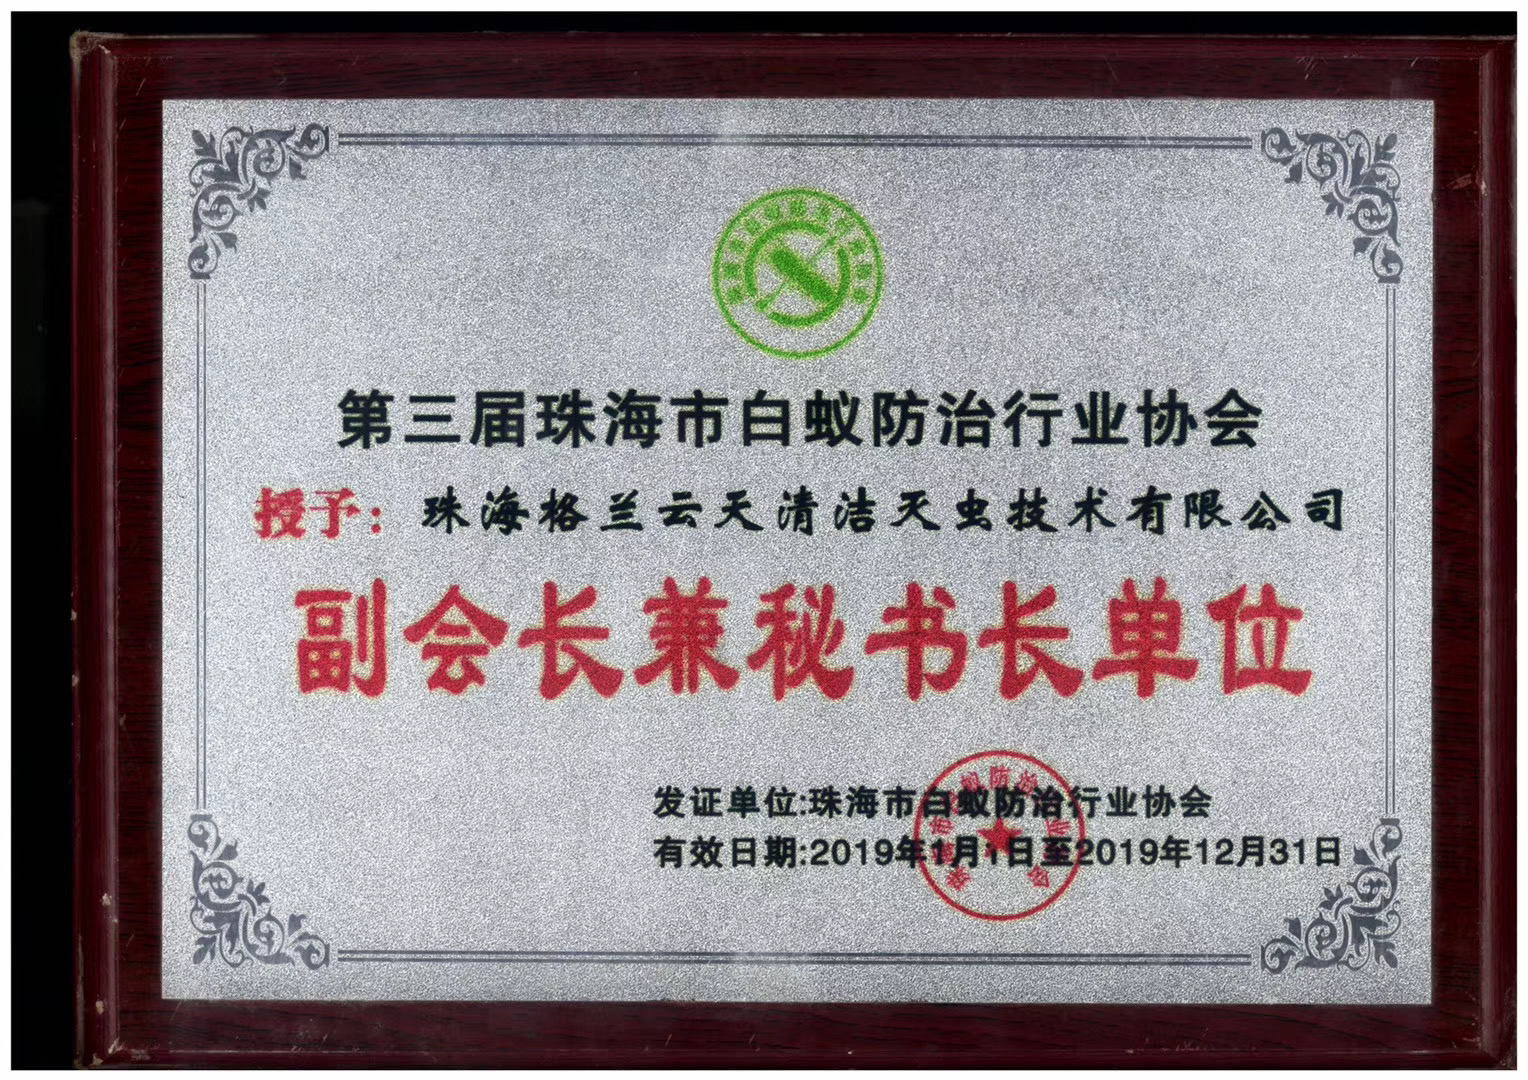 第三届珠海市白蚁防治行业协会
授予：珠海格兰云天清洁灭虫技术有限公司
副会长兼秘书长单位
发证单位:珠海市白蚁防治行业协会
有效日期:2019年1月1日至2019年12月31日